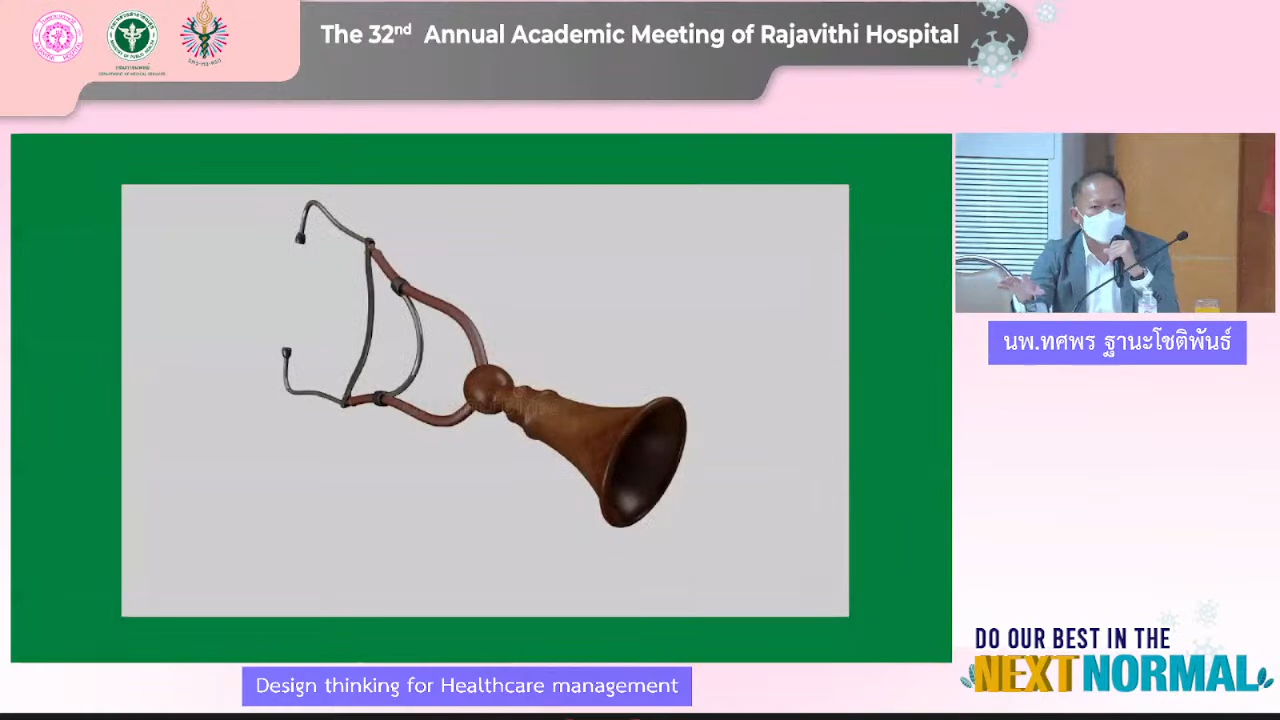 The 32nd Annual Academic Meeting of Rajavithi Hospital
นพ.ทศพร ฐานะโชติพันธ์
DO OUR BEST IN THE
NEXT NORMAL
Design thinking for Healthcare management